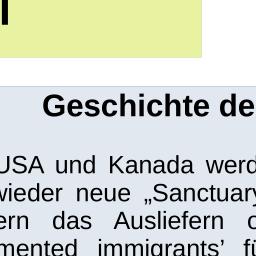 Geschichte de
USA und Kanada werd
wieder neue „Sanctuary
ern das Ausliefern o
mented immigrants’ fü